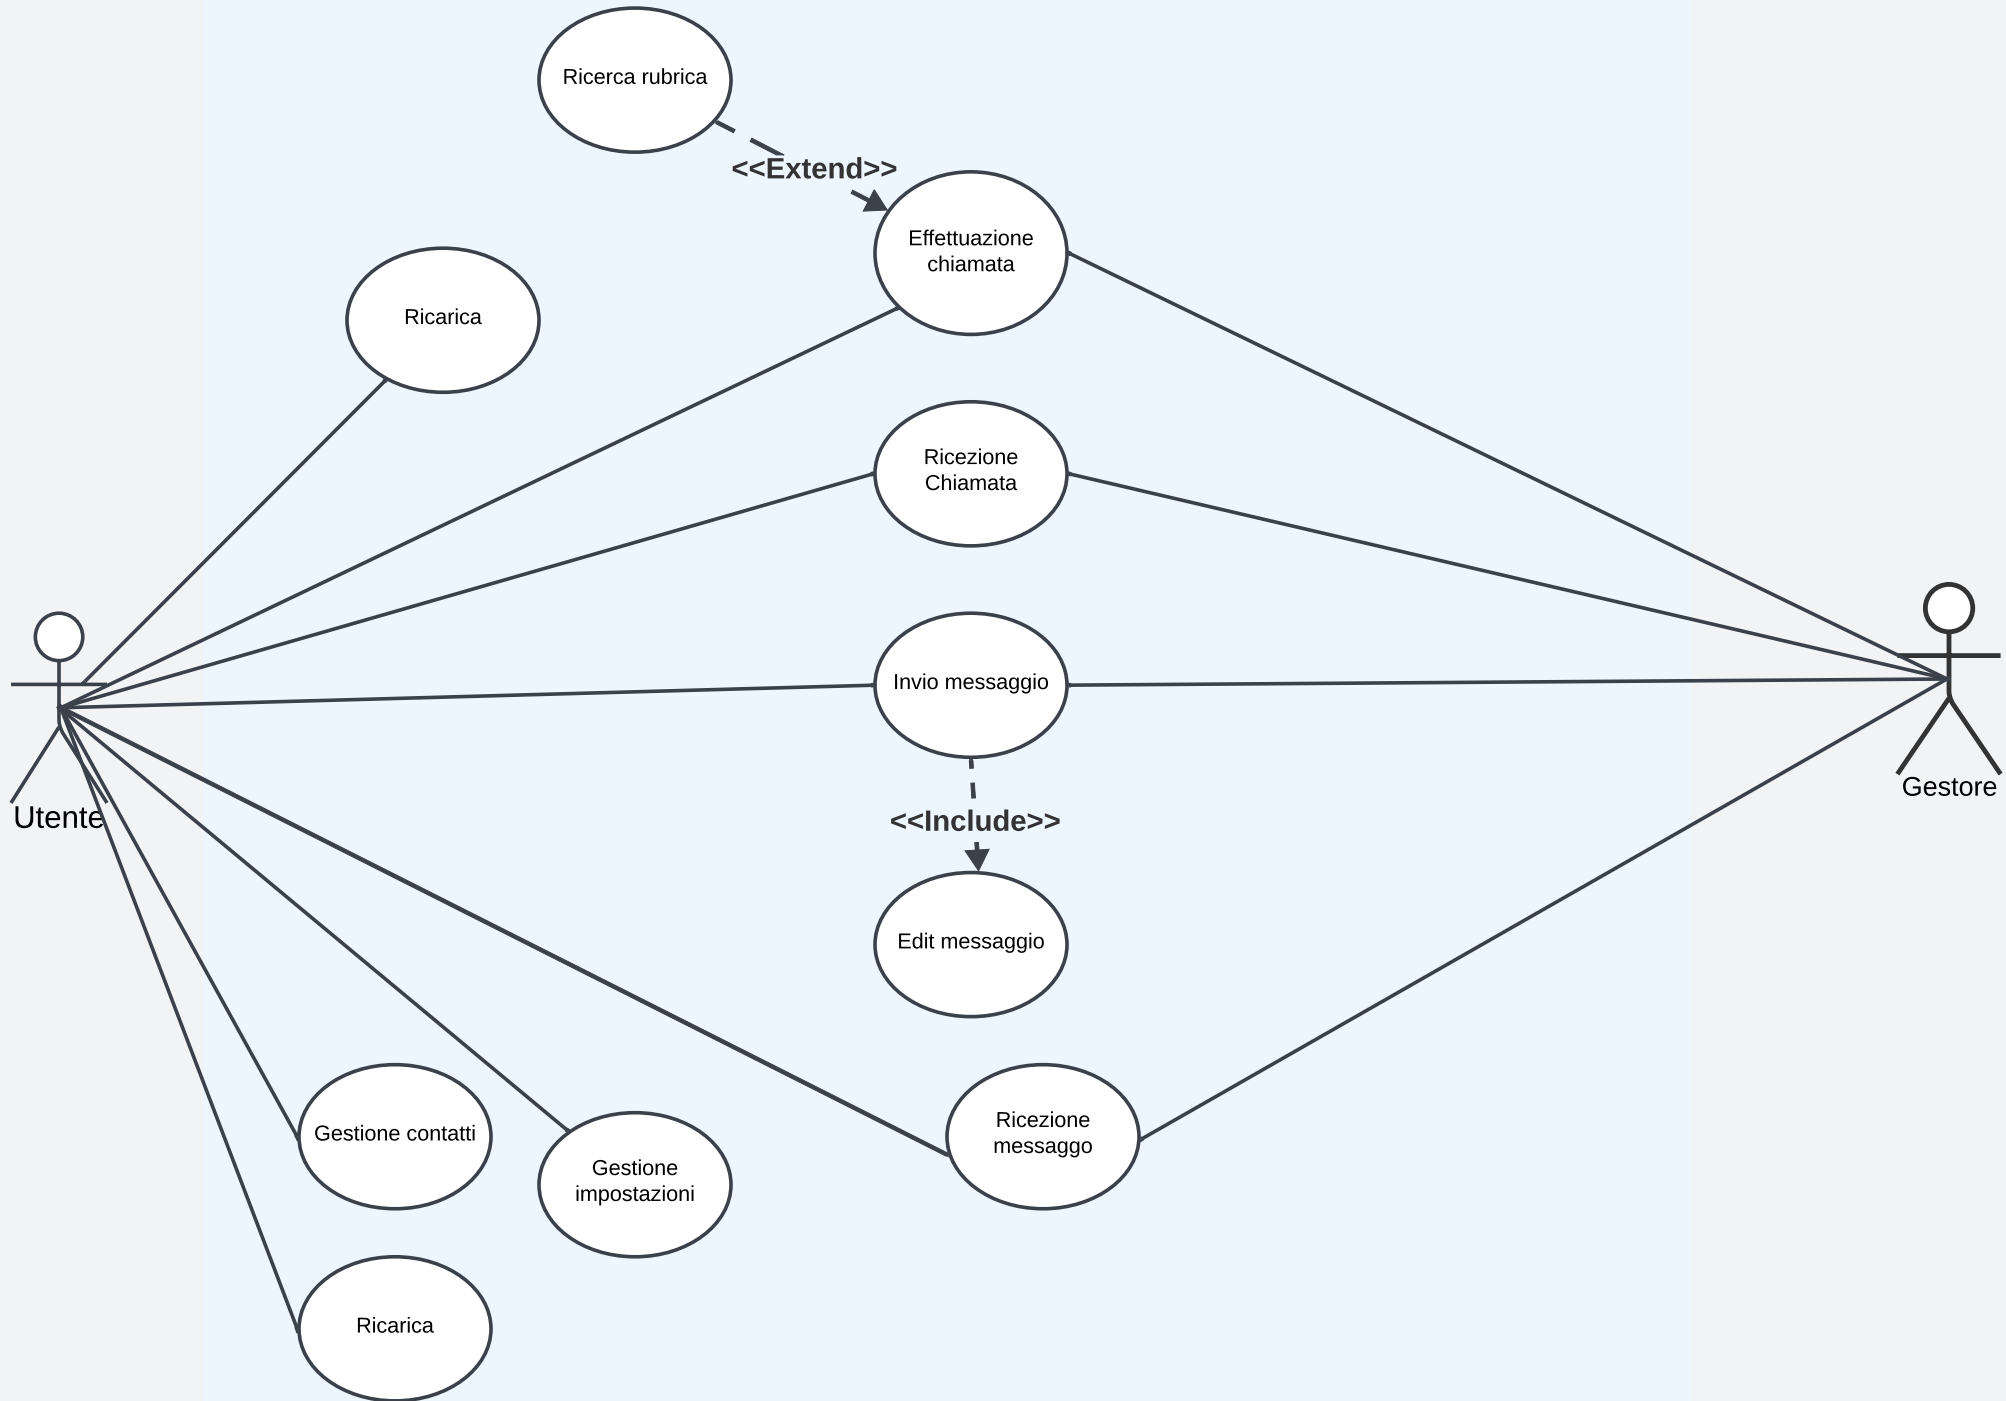 Ricerca rubrica
<<Extend>>
Effettuazione
chiamata
Ricarica
Ricezione
Chiamata
Invio messaggio
Utente
Gestore
<<Include>>
Edit messaggio
Gestione contatti
Gestione
impostazioni
Ricezione
messaggo
Ricarica